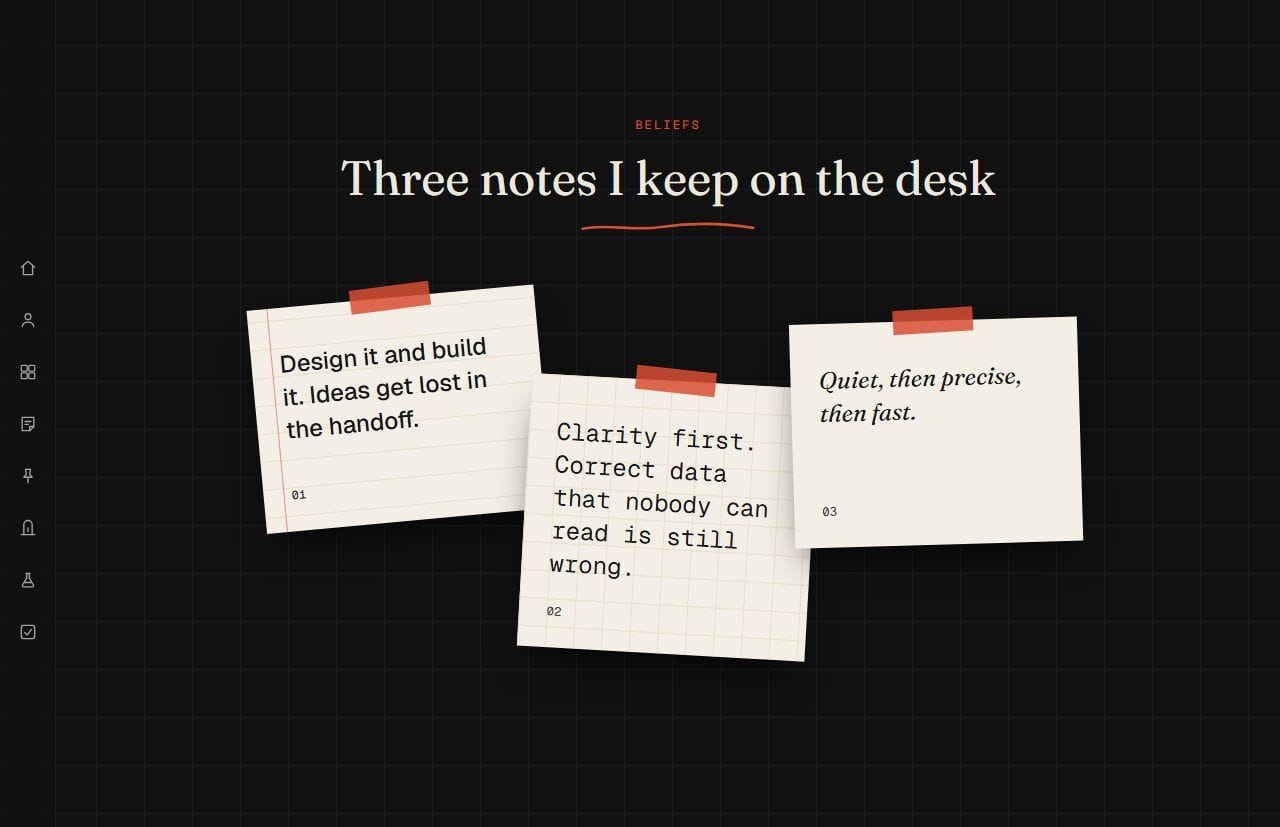 BELIEFS
Three notes I keep on the desk
Design it and build
it. Ideas get lost in
the handoff.
01
Clarity first.
Correct data
that nobody can
read is still
wrong.
02
Quiet, then precise,
then fast.
03